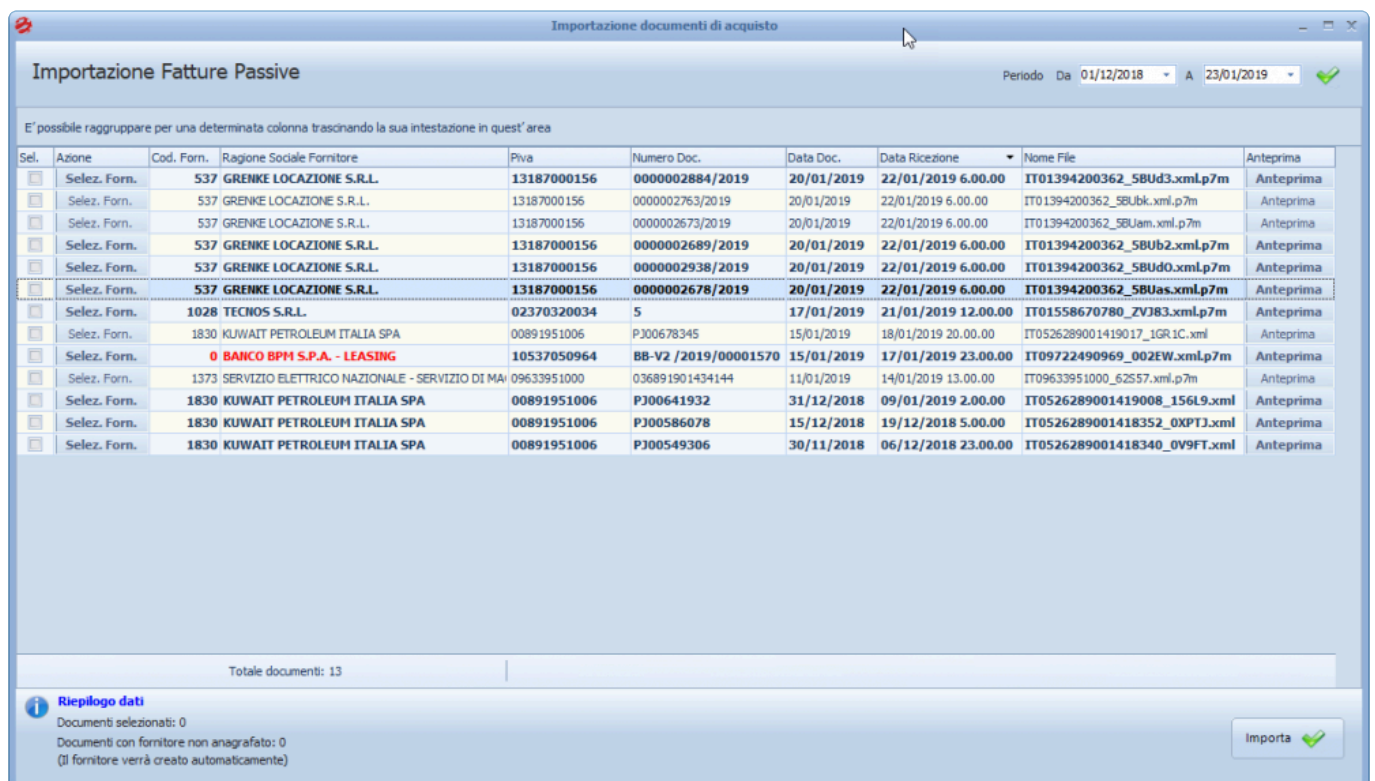 Importazione documenti di acquisto
Importazione Fatture Passive
Periodo Da 01/12/2018 A 23/01/2019
E´possibile raggruppare per una determinata colonna trascinando la sua intestazione in quest´area
Sel. Azione Cod. Forn. Ragione Sociale Fornitore Piva Numero Doc. Data Doc. Data Ricezione Nome File Anteprima
Selez. Forn. 537 GRENKE LOCAZIONE S.R.L. 13187000156 0000002884/2019 20/01/2019 22/01/2019 6.00.00 IT01394200362_5BUd3.xml.p7m Anteprima
Selez. Forn. 537 GRENKE LOCAZIONE S.R.L. 13187000156 0000002763/2019 20/01/2019 22/01/2019 6.00.00 IT01394200362_5BUbk.xml.p7m Anteprima
Selez. Forn. 537 GRENKE LOCAZIONE S.R.L. 13187000156 0000002673/2019 20/01/2019 22/01/2019 6.00.00 IT01394200362_5BUam.xml.p7m Anteprima
Selez. Forn. 537 GRENKE LOCAZIONE S.R.L. 13187000156 0000002689/2019 20/01/2019 22/01/2019 6.00.00 IT01394200362_5BUb2.xml.p7m Anteprima
Selez. Forn. 537 GRENKE LOCAZIONE S.R.L. 13187000156 0000002938/2019 20/01/2019 22/01/2019 6.00.00 IT01394200362_5BUdO.xml.p7m Anteprima
Selez. Forn. 537 GRENKE LOCAZIONE S.R.L. 13187000156 0000002678/2019 20/01/2019 22/01/2019 6.00.00 IT01394200362_5BUas.xml.p7m Anteprima
Selez. Forn. 1028 TECNOS S.R.L. 02370320034 5 17/01/2019 21/01/2019 12.00.00 IT01558670780_ZVJ83.xml.p7m Anteprima
Selez. Forn. 1830 KUWAIT PETROLEUM ITALIA SPA 00891951006 PJ00678345 15/01/2019 18/01/2019 20.00.00 IT0526289001419017_1GR1C.xml Anteprima
Selez. Forn. 0 BANCO BPM S.P.A. - LEASING 10537050964 BB-V2 /2019/00001570 15/01/2019 17/01/2019 23.00.00 IT09722490969_002EW.xml.p7m Anteprima
Selez. Forn. 1373 SERVIZIO ELETTRICO NAZIONALE - SERVIZIO DI MA 09633951000 036891901434144 11/01/2019 14/01/2019 13.00.00 IT09633951000_62S57.xml.p7m Anteprima
Selez. Forn. 1830 KUWAIT PETROLEUM ITALIA SPA 00891951006 PJ00641932 31/12/2018 09/01/2019 2.00.00 IT0526289001419008_156L9.xml Anteprima
Selez. Forn. 1830 KUWAIT PETROLEUM ITALIA SPA 00891951006 PJ00586078 15/12/2018 19/12/2018 5.00.00 IT0526289001418352_0XPTJ.xml Anteprima
Selez. Forn. 1830 KUWAIT PETROLEUM ITALIA SPA 00891951006 PJ00549306 30/11/2018 06/12/2018 23.00.00 IT0526289001418340_0V9FT.xml Anteprima
Totale documenti: 13
Riepilogo dati
Documenti selezionati: 0
Documenti con fornitore non anagrafato: 0
(Il fornitore verrà creato automaticamente)
Importa